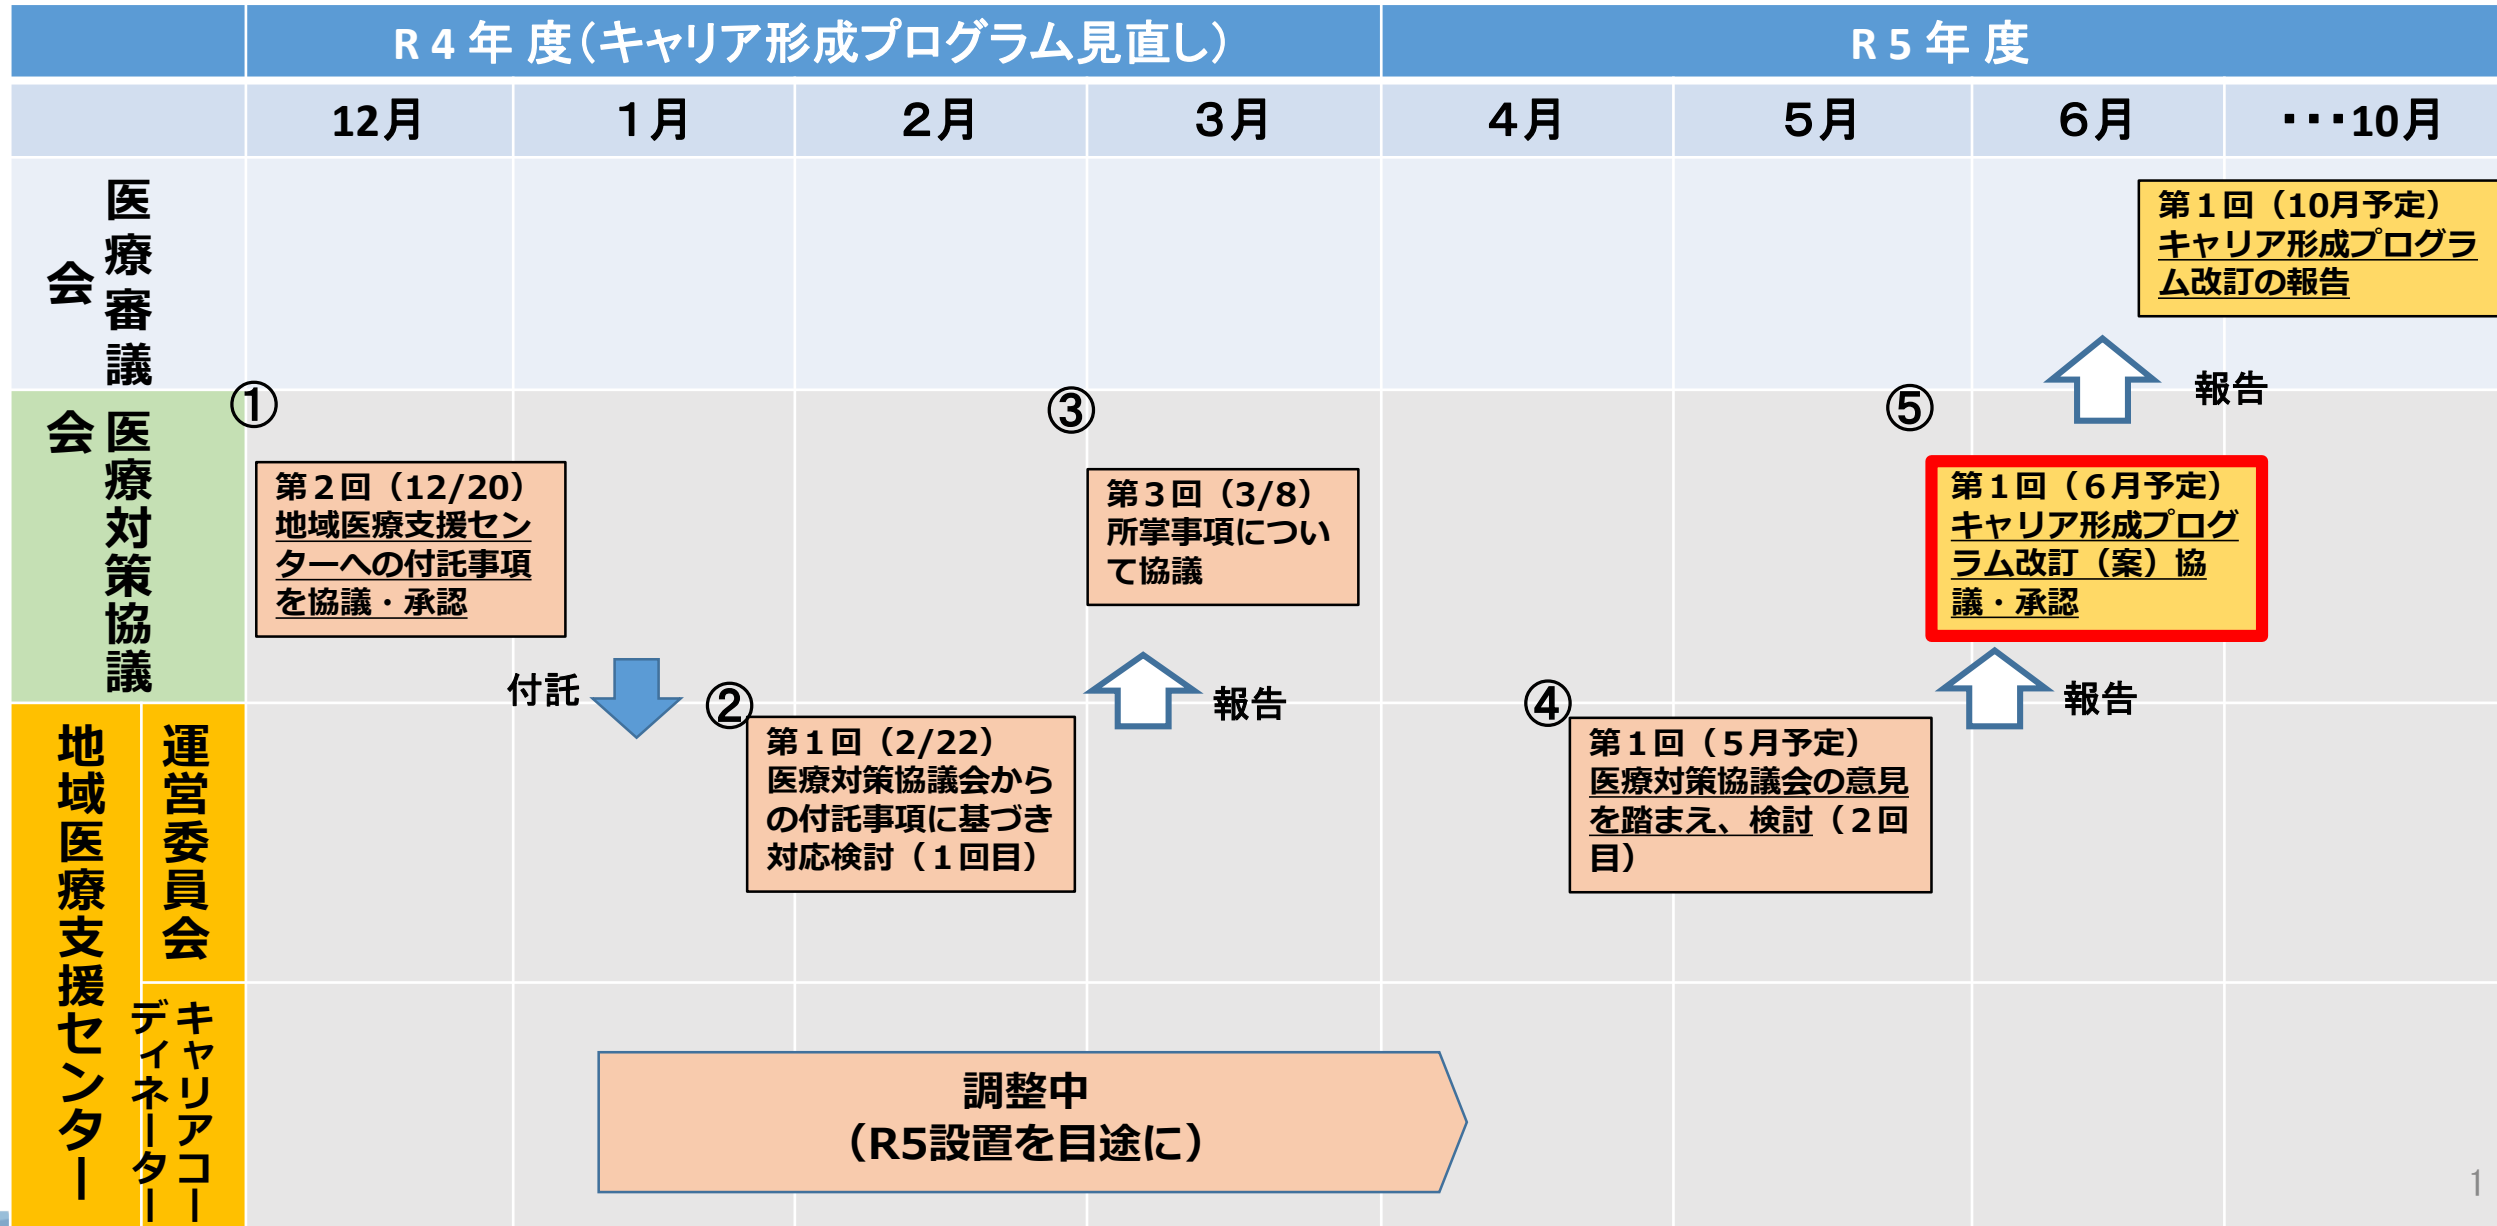 R4年度(キャリア形成プログラム見直し)
R5年度
12月
1月
2月
3月
4月
5月
6月
・・・10月
医療審議会
第1回（10月予定）
キャリア形成プログラ
ム改訂の報告
報告
医療対策協議会
①
第2回（12/20）
地域医療支援セン
ターへの付託事項
を協議・承認
③
第3回（3/8）
所掌事項につい
て協議
⑤
第1回（6月予定）
キャリア形成プログ
ラム改訂（案）協
議・承認
付託
報告
報告
地域医療支援センター
運営委員会
②
第1回（2/22）
医療対策協議会から
の付託事項に基づき
対応検討（1回目）
④
第1回（5月予定）
医療対策協議会の意見
を踏まえ、検討（2回
目）
キャリアコー
ディネーター
調整中
（R5設置を目途に）
1